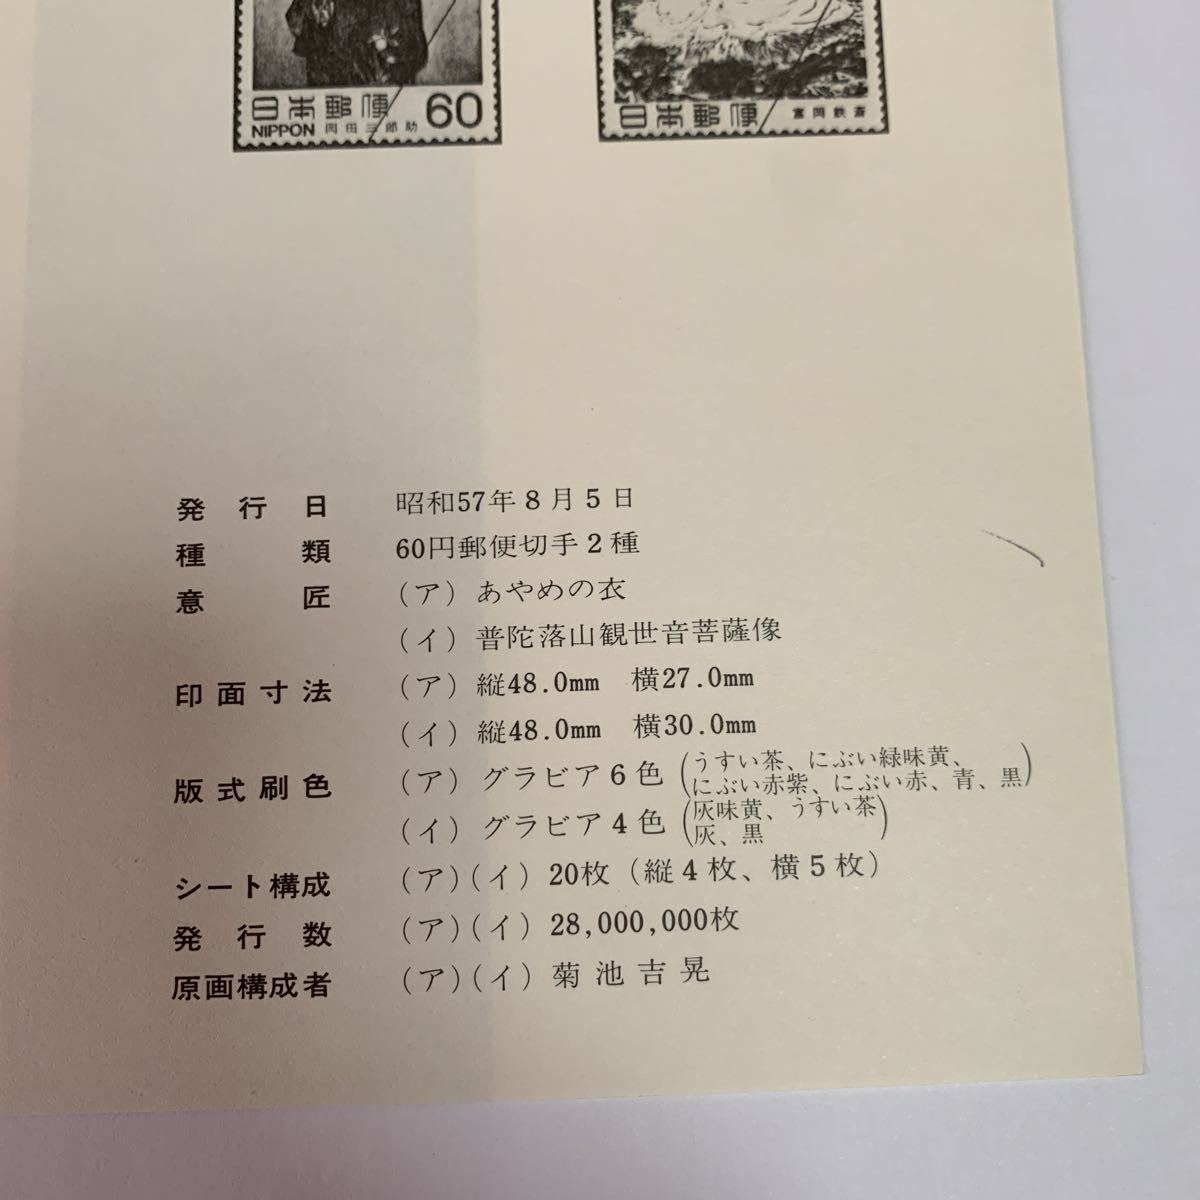 日本郵便 60
NIPPON 岡田三郎助
日本郵便 富岡鉄斎
発行日 昭和57年8月5日
種類 60円郵便切手2種
意匠 (ア) あやめの衣
(イ) 普陀落山観世音菩薩像
印面寸法 (ア) 縦48.0mm 横27.0mm
(イ) 縦48.0mm 横30.0mm
版式刷色 (ア) グラビア6色 (うすい茶、にぶい緑味黄、
にぶい赤紫、にぶい赤、青、黒)
(イ) グラビア4色 (灰味黄、うすい茶
灰、黒)
シート構成 (ア)(イ) 20枚 (縦4枚、横5枚)
発行数 (ア)(イ) 28,000,000枚
原画構成者 (ア)(イ) 菊池吉晃